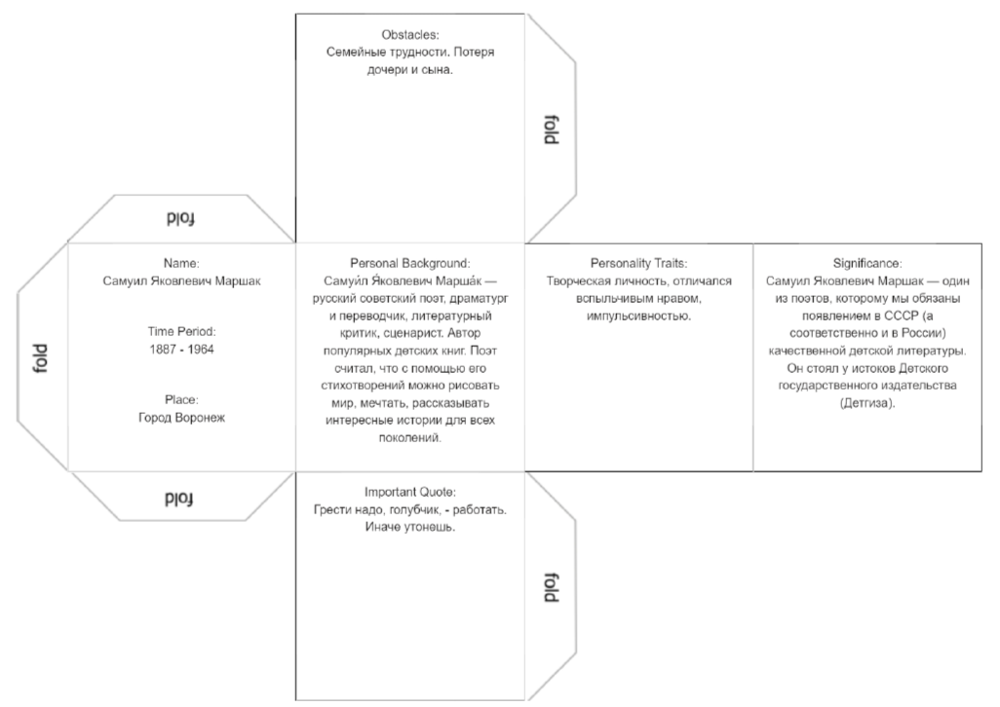 Obstacles:
Семейные трудности. Потеря
дочери и сына.
fold
fold
Name:
Самуил Яковлевич Маршак
Time Period:
1887 - 1964
Place:
Город Воронеж
fold
fold
Personal Background:
Самуи́л Я́ковлевич Марша́к —
русский советский поэт, драматург
и переводчик, литературный
критик, сценарист. Автор
популярных детских книг. Поэт
считал, что с помощью его
стихотворений можно рисовать
мир, мечтать, рассказывать
интересные истории для всех
поколений.
Personality Traits:
Творческая личность, отличался
вспыльчивым нравом,
импульсивностью.
Significance:
Самуил Яковлевич Маршак — один
из поэтов, которому мы обязаны
появлением в СССР (а
соответственно и в России)
качественной детской литературы.
Он стоял у истоков Детского
государственного издательства
(Детгиза).
Important Quote:
Грести надо, голубчик, - работать.
Иначе утонешь.
fold